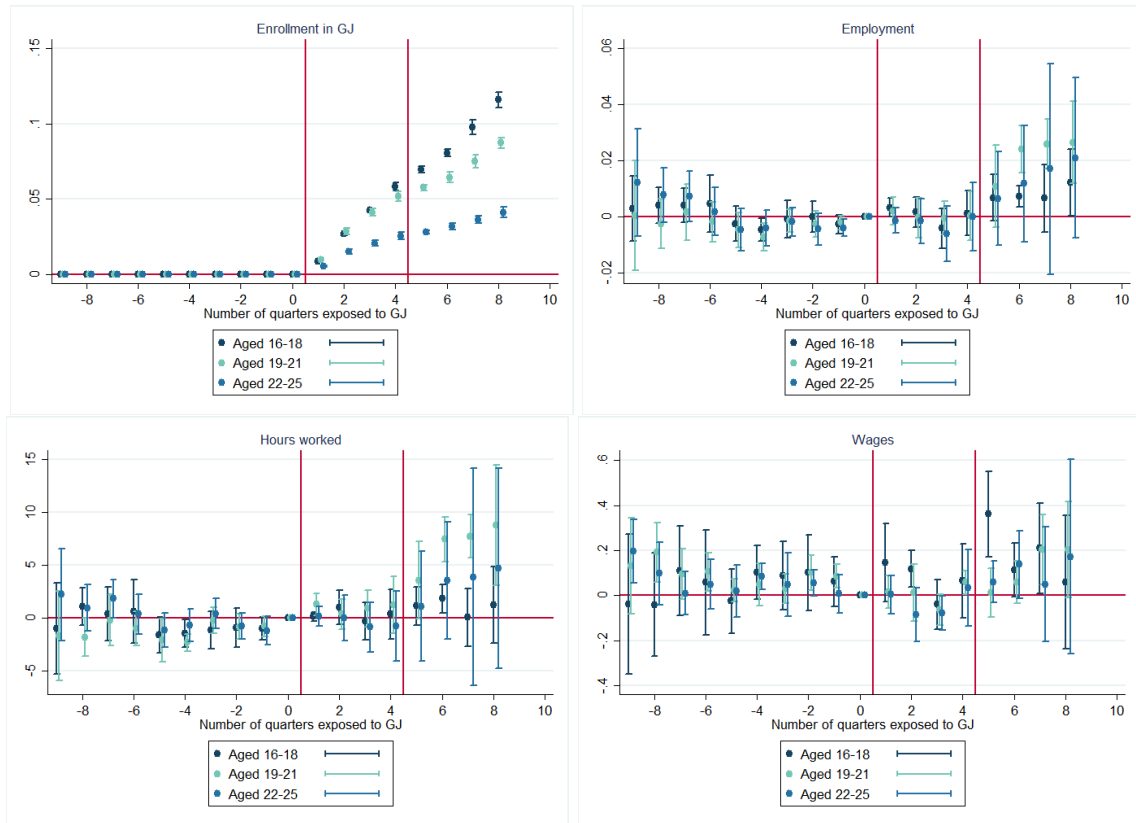 Enrollment in GJ
.15
.1
.05
0
-8 -6 -4 -2 0 2 4 6 8 10
Number of quarters exposed to GJ
Aged 16-18
Aged 19-21
Aged 22-25
Employment
.06
.04
.02
0
-.02
-8 -6 -4 -2 0 2 4 6 8 10
Number of quarters exposed to GJ
Aged 16-18
Aged 19-21
Aged 22-25
Hours worked
15
10
5
0
-5
-8 -6 -4 -2 0 2 4 6 8 10
Number of quarters exposed to GJ
Aged 16-18
Aged 19-21
Aged 22-25
Wages
.6
.4
.2
0
-.2
-.4
-8 -6 -4 -2 0 2 4 6 8 10
Number of quarters exposed to GJ
Aged 16-18
Aged 19-21
Aged 22-25